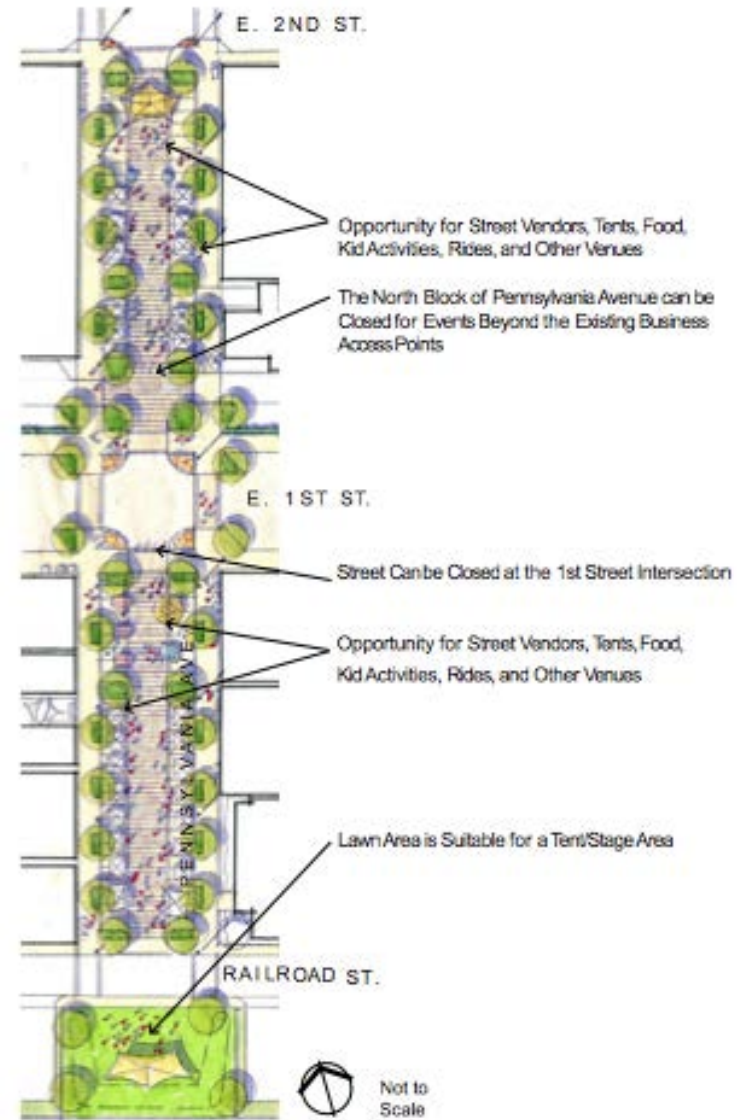 E. 2ND ST.
Opportunity for Street Vendors, Tents, Food,
Kid Activities, Rides, and Other Venues
The North Block of Pennsylvania Avenue can be
Closed for Events Beyond the Existing Business
Access Points
E. 1ST ST.
Street Can be Closed at the 1st Street Intersection
Opportunity for Street Vendors, Tents, Food,
Kid Activities, Rides, and Other Venues
PENNSYLVANIA AVE
Lawn Area is Suitable for a Tent/Stage Area
RAILROAD ST.
Not to
Scale